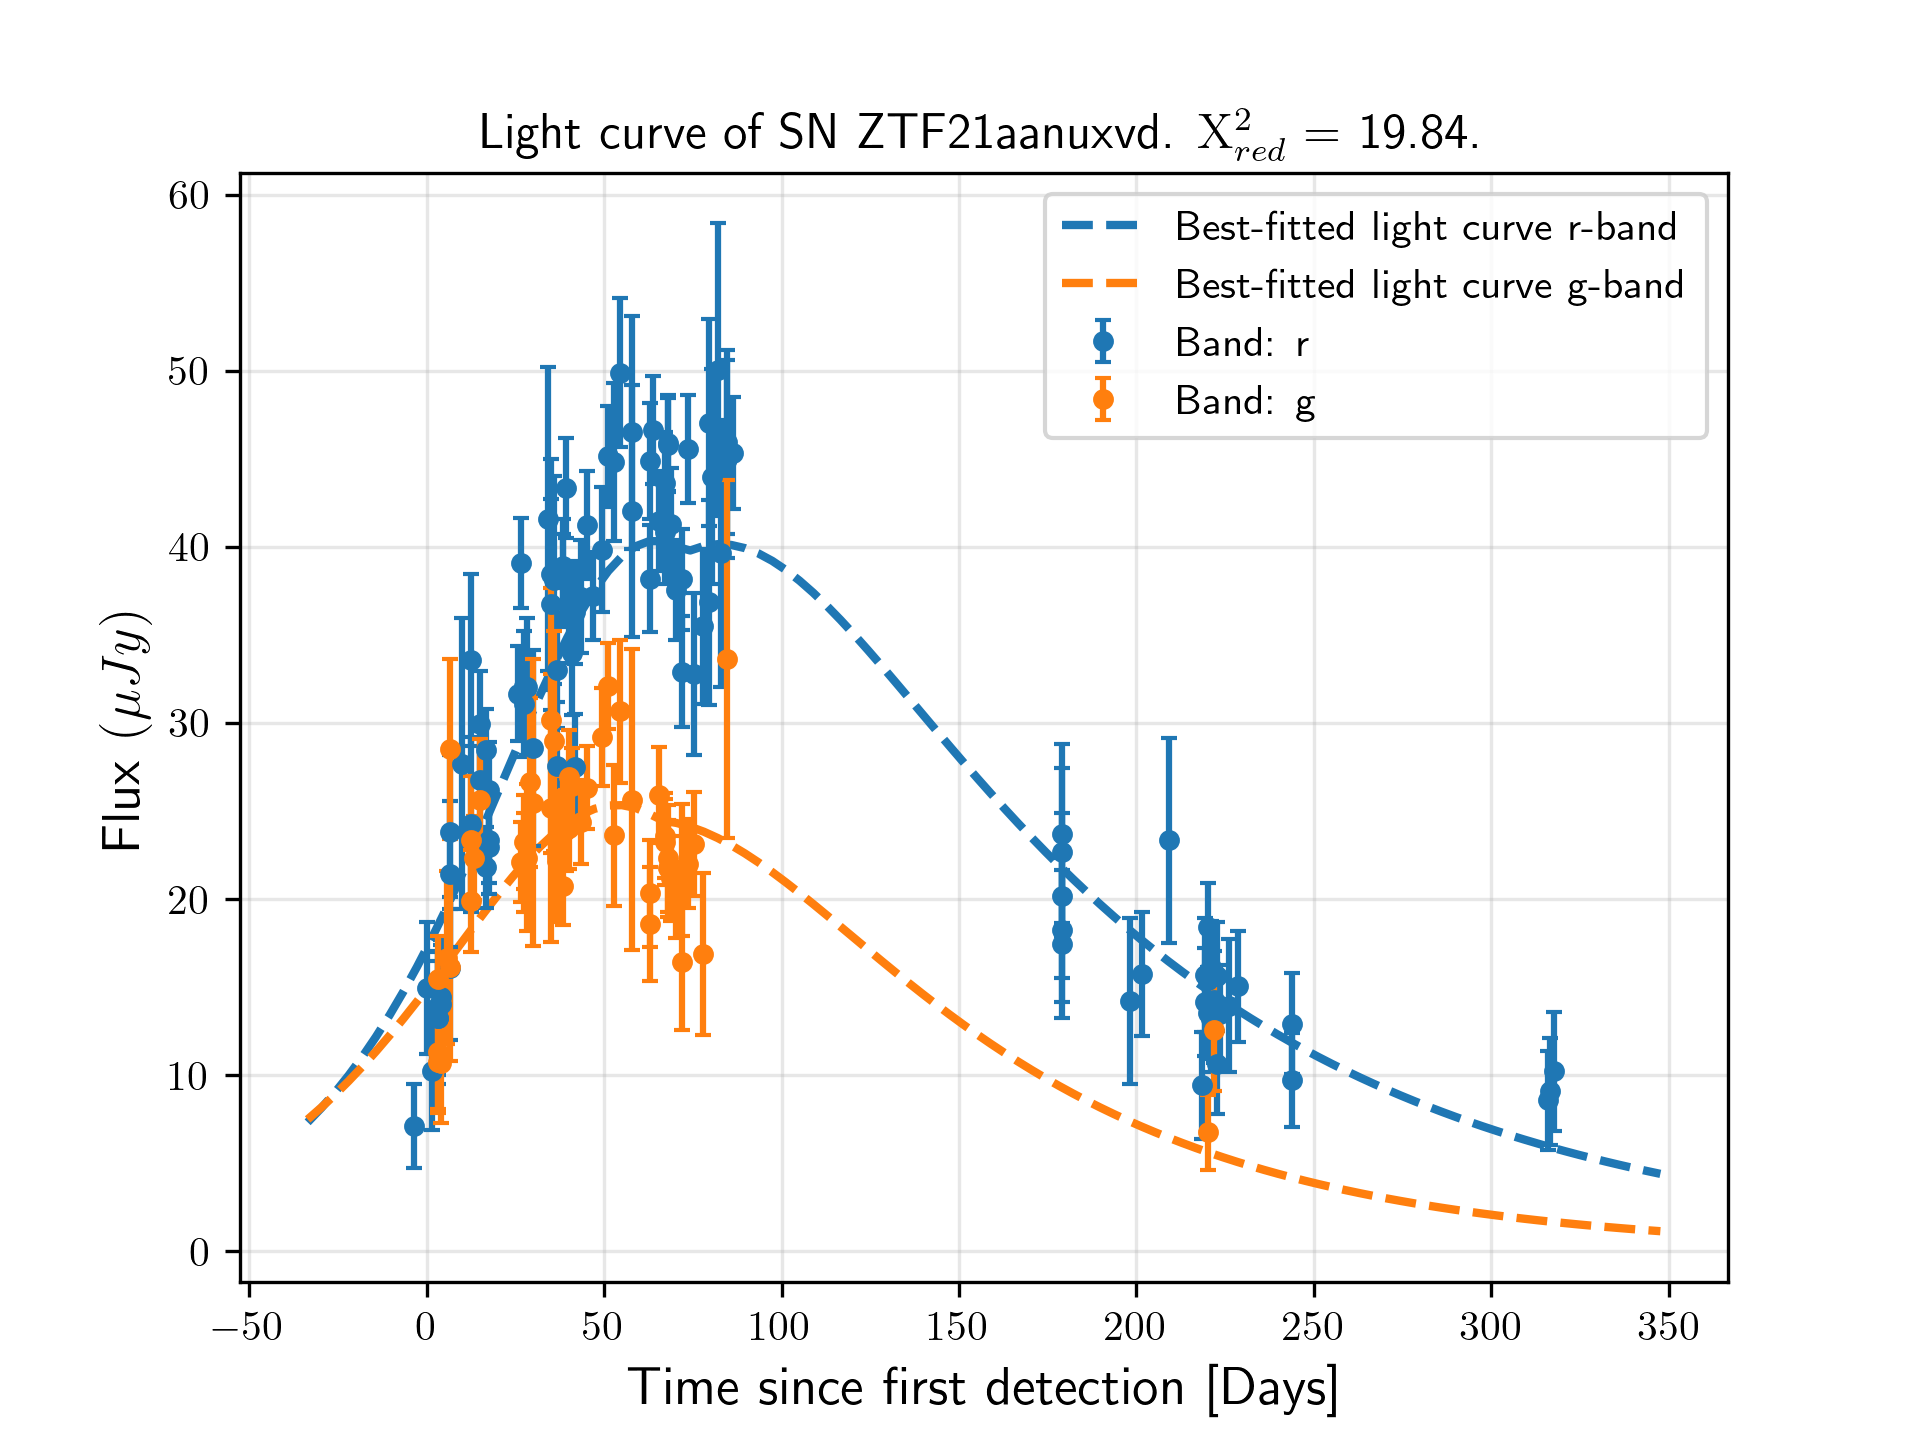 Light curve of SN ZTF21aanuxvd. X²_red = 19.84.
Best-fitted light curve r-band
Best-fitted light curve g-band
Band: r
Band: g
Flux (μJy)
60
50
40
30
20
10
0
−50 0 50 100 150 200 250 300 350
Time since first detection [Days]